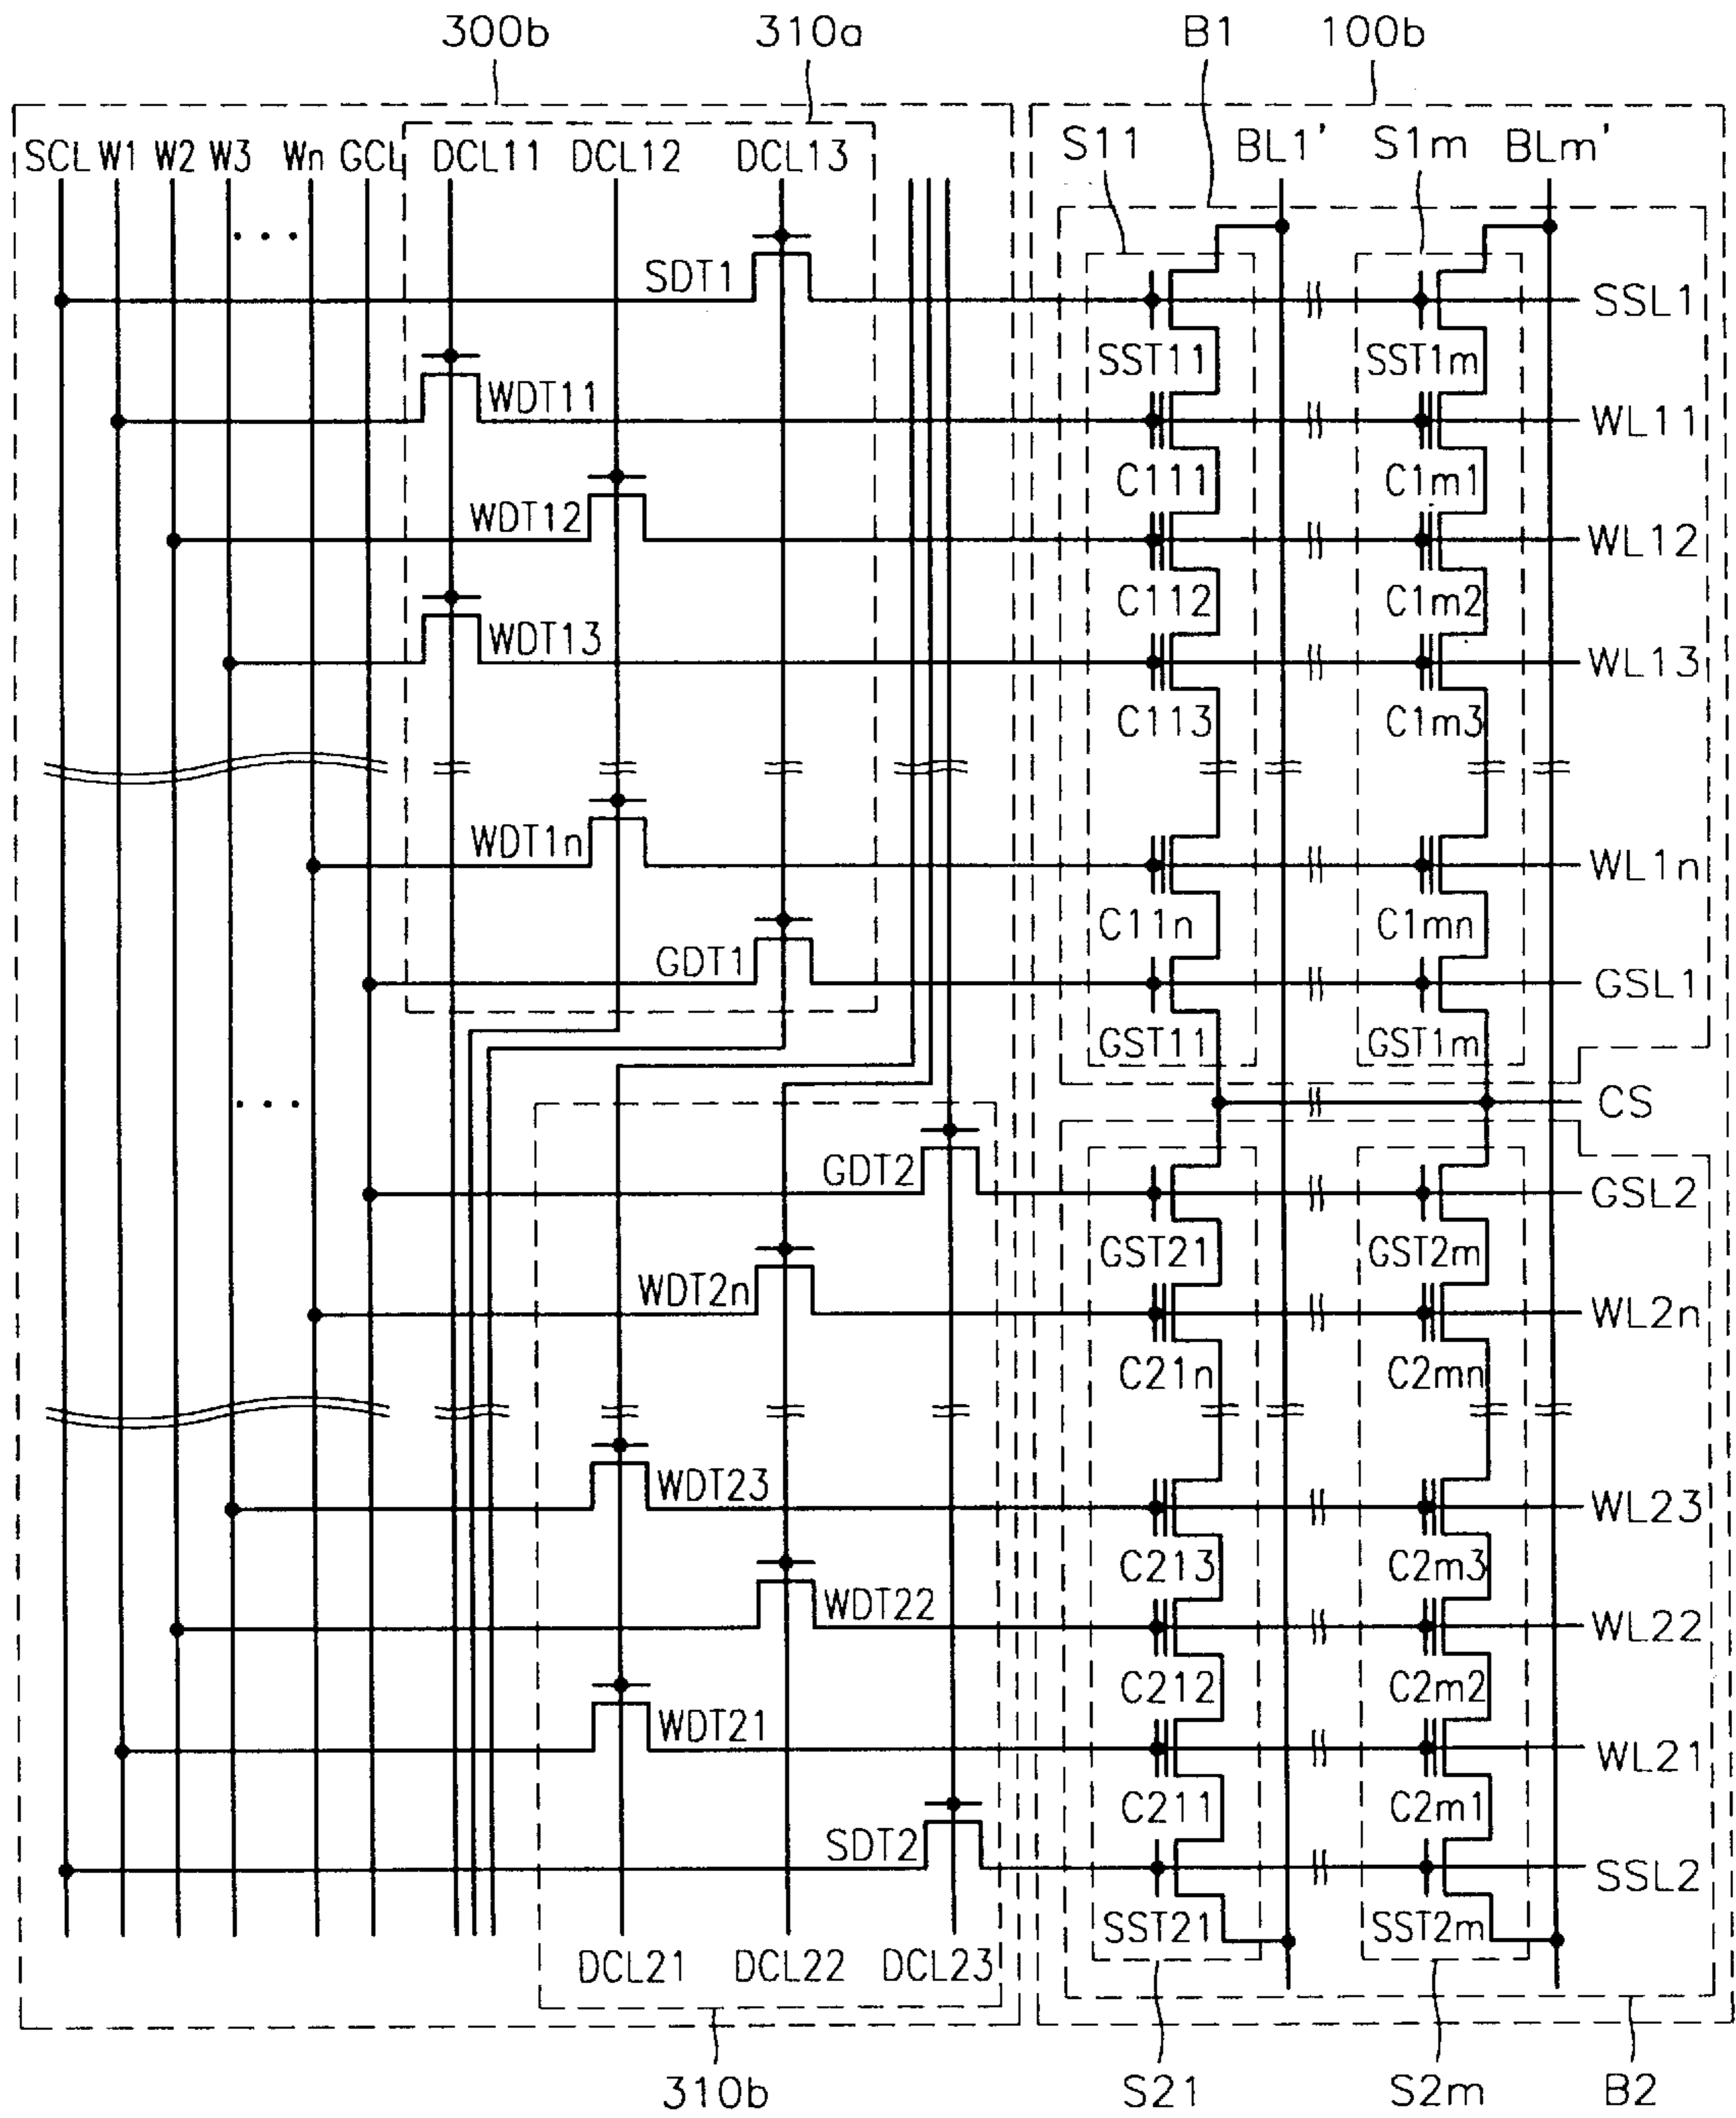 300b 310a B1 100b
SCL W1 W2 W3 Wn GCL DCL11 DCL12 DCL13 S11 BL1' S1m BLm'
. . .
SDT1 SSL1
SST11 SST1m
WDT11 WL11
C111 C1m1
WDT12 WL12
C112 C1m2
WDT13 WL13
C113 C1m3
WDT1n WL1n
C11n C1mn
GDT1 GSL1
GST11 GST1m
. . . CS
GDT2 GSL2
GST21 GST2m
WDT2n WL2n
C21n C2mn
WDT23 WL23
C213 C2m3
WDT22 WL22
C212 C2m2
WDT21 WL21
C211 C2m1
SDT2 SSL2
SST21 SST2m
DCL21 DCL22 DCL23
310b S21 S2m B2